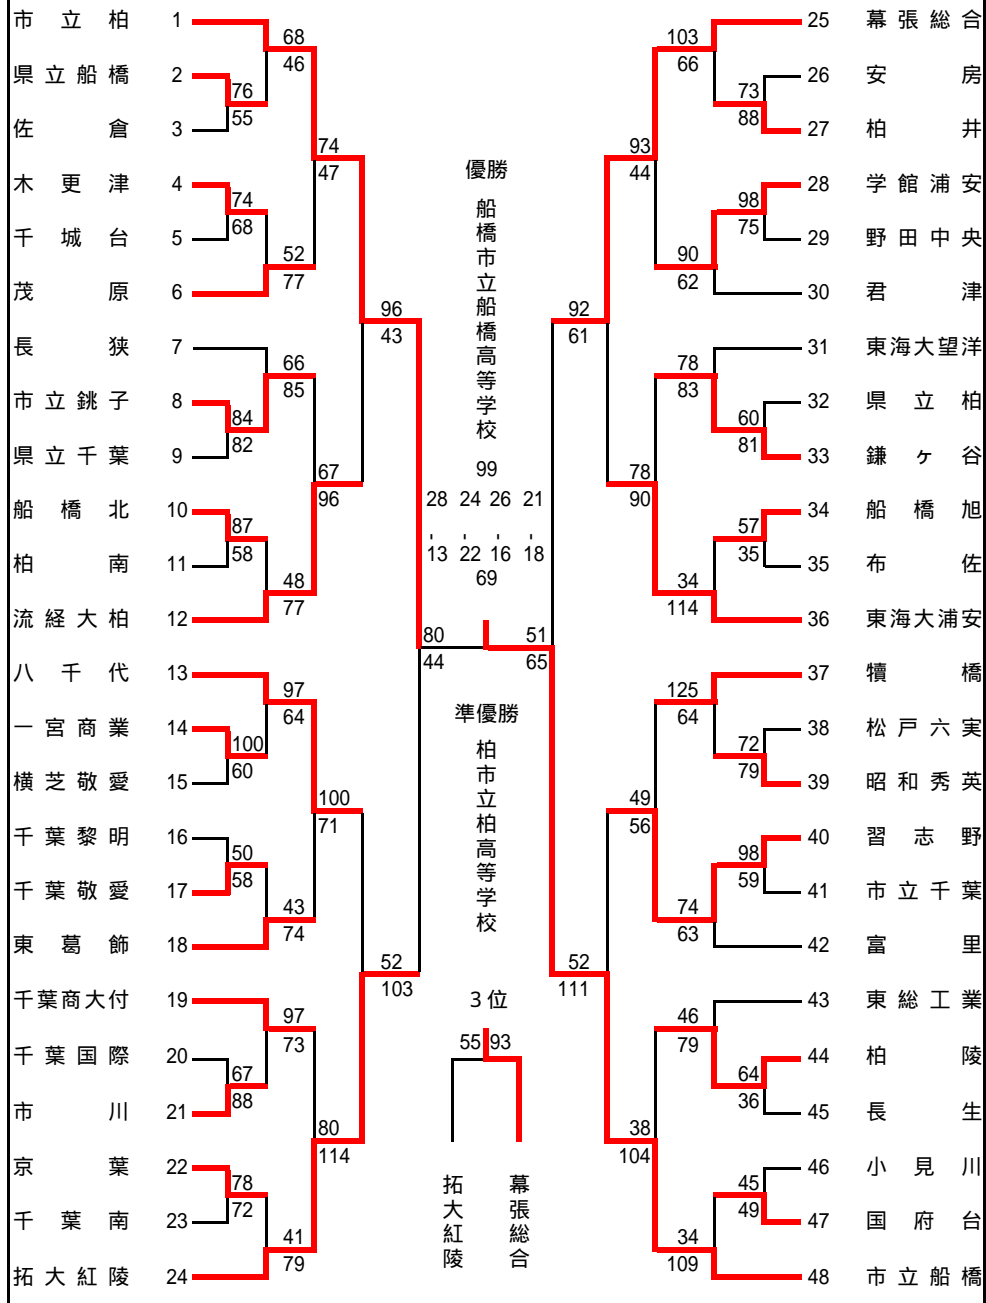 市立柏 1
県立船橋 2
佐倉 3
木更津 4
千城台 5
茂原 6
長狭 7
市立銚子 8
県立千葉 9
船橋北 10
柏南 11
流経大柏 12
八千代 13
一宮商業 14
横芝敬愛 15
千葉黎明 16
千葉敬愛 17
東葛飾 18
千葉商大付 19
千葉国際 20
市川 21
京葉 22
千葉南 23
拓大紅陵 24
76
55
74
68
84
82
87
58
100
60
50
58
67
88
78
72
68
46
52
77
66
85
48
77
97
64
43
74
97
73
41
79
74
47
67
96
100
71
80
114
96
43
52
103
80
44
優勝
船橋市立船橋高等学校
99
28 24 26 21
- - - -
13 22 16 18
69
準優勝
柏市立柏高等学校
3位
55 93
拓大紅陵
幕張総合
51
65
92
61
52
111
93
44
78
90
49
56
38
104
103
66
90
62
78
83
34
114
125
64
74
63
46
79
34
109
73
88
98
75
60
81
57
35
72
79
98
59
64
36
45
49
25 幕張総合
26 安房
27 柏井
28 学館浦安
29 野田中央
30 君津
31 東海大望洋
32 県立柏
33 鎌ヶ谷
34 船橋旭
35 布佐
36 東海大浦安
37 犢橋
38 松戸六実
39 昭和秀英
40 習志野
41 市立千葉
42 富里
43 東総工業
44 柏陵
45 長生
46 小見川
47 国府台
48 市立船橋